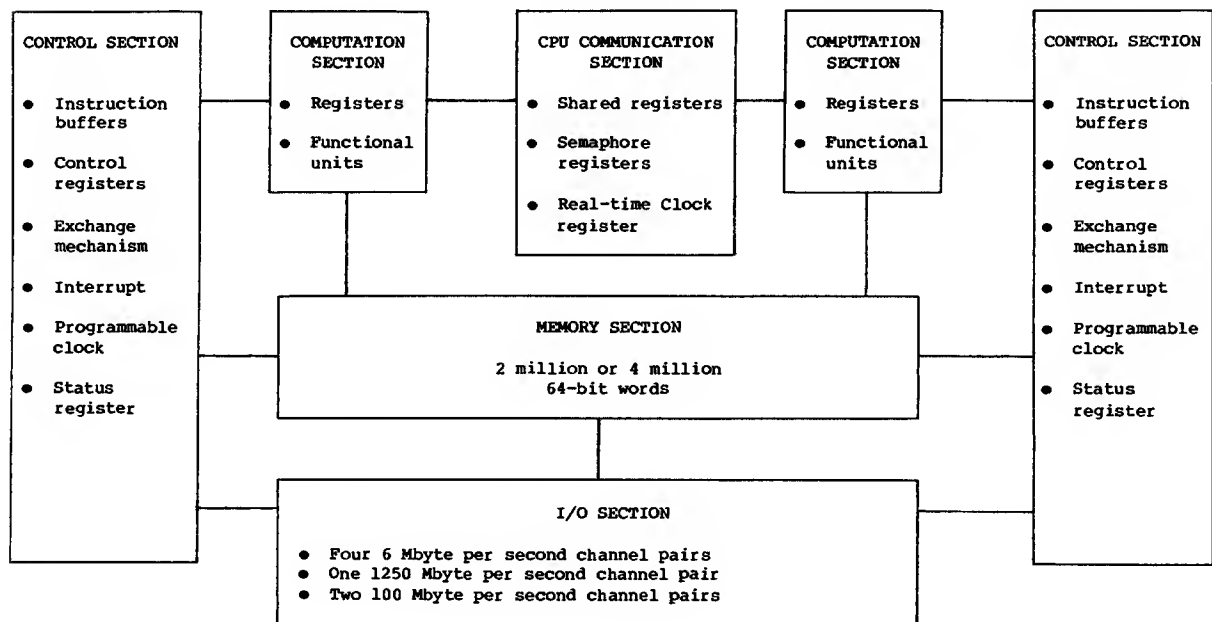 CONTROL SECTION
● Instruction
buffers
● Control
registers
● Exchange
mechanism
● Interrupt
● Programmable
clock
● Status
register
COMPUTATION
SECTION
● Registers
● Functional
units
CPU COMMUNICATION
SECTION
● Shared registers
● Semaphore
registers
● Real-time Clock
register
COMPUTATION
SECTION
● Registers
● Functional
units
CONTROL SECTION
● Instruction
buffers
● Control
registers
● Exchange
mechanism
● Interrupt
● Programmable
clock
● Status
register
MEMORY SECTION
2 million or 4 million
64-bit words
I/O SECTION
● Four 6 Mbyte per second channel pairs
● One 1250 Mbyte per second channel pair
● Two 100 Mbyte per second channel pairs